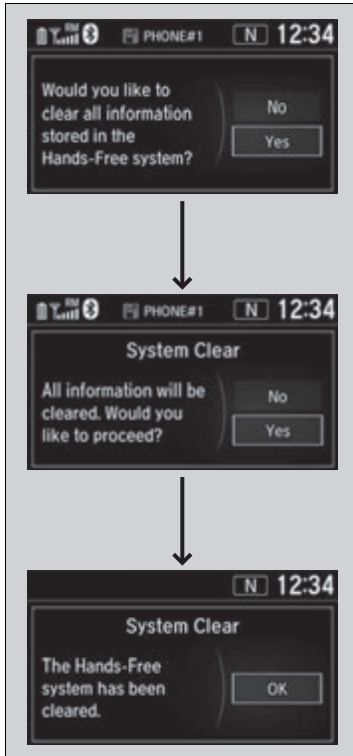 RM PHONE#1 N 12:34
Would you like to
clear all information
stored in the
Hands-Free system?
No
Yes
RM PHONE#1 N 12:34
System Clear
All information will be
cleared. Would you
like to proceed?
No
Yes
N 12:34
System Clear
The Hands-Free
system has been
cleared.
OK